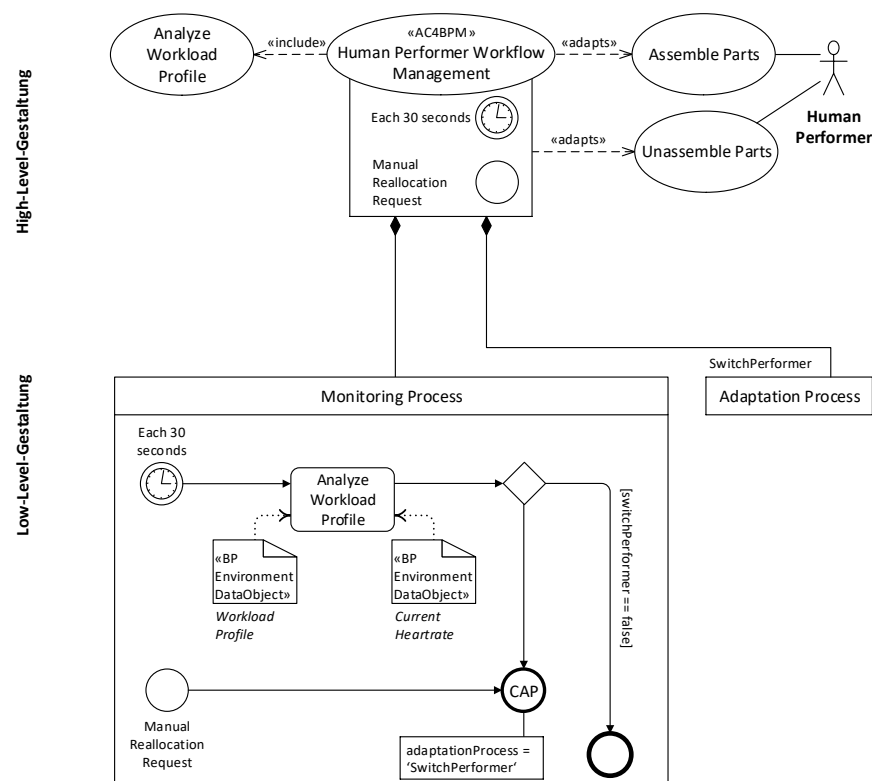 High-Level-Gestaltung
Analyze
Workload
Profile
«include»
«AC4BPM»
Human Performer Workflow
Management
«adapts»
Assemble Parts
Human
Performer
Each 30 seconds
«adapts»
Unassemble Parts
Manual
Reallocation
Request
Low-Level-Gestaltung
SwitchPerformer
Adaptation Process
Monitoring Process
Each 30
seconds
Analyze
Workload
Profile
[switchPerformer == false]
«BP
Environment
DataObject»
Workload
Profile
«BP
Environment
DataObject»
Current
Heartrate
CAP
Manual
Reallocation
Request
adaptationProcess =
‘SwitchPerformer‘